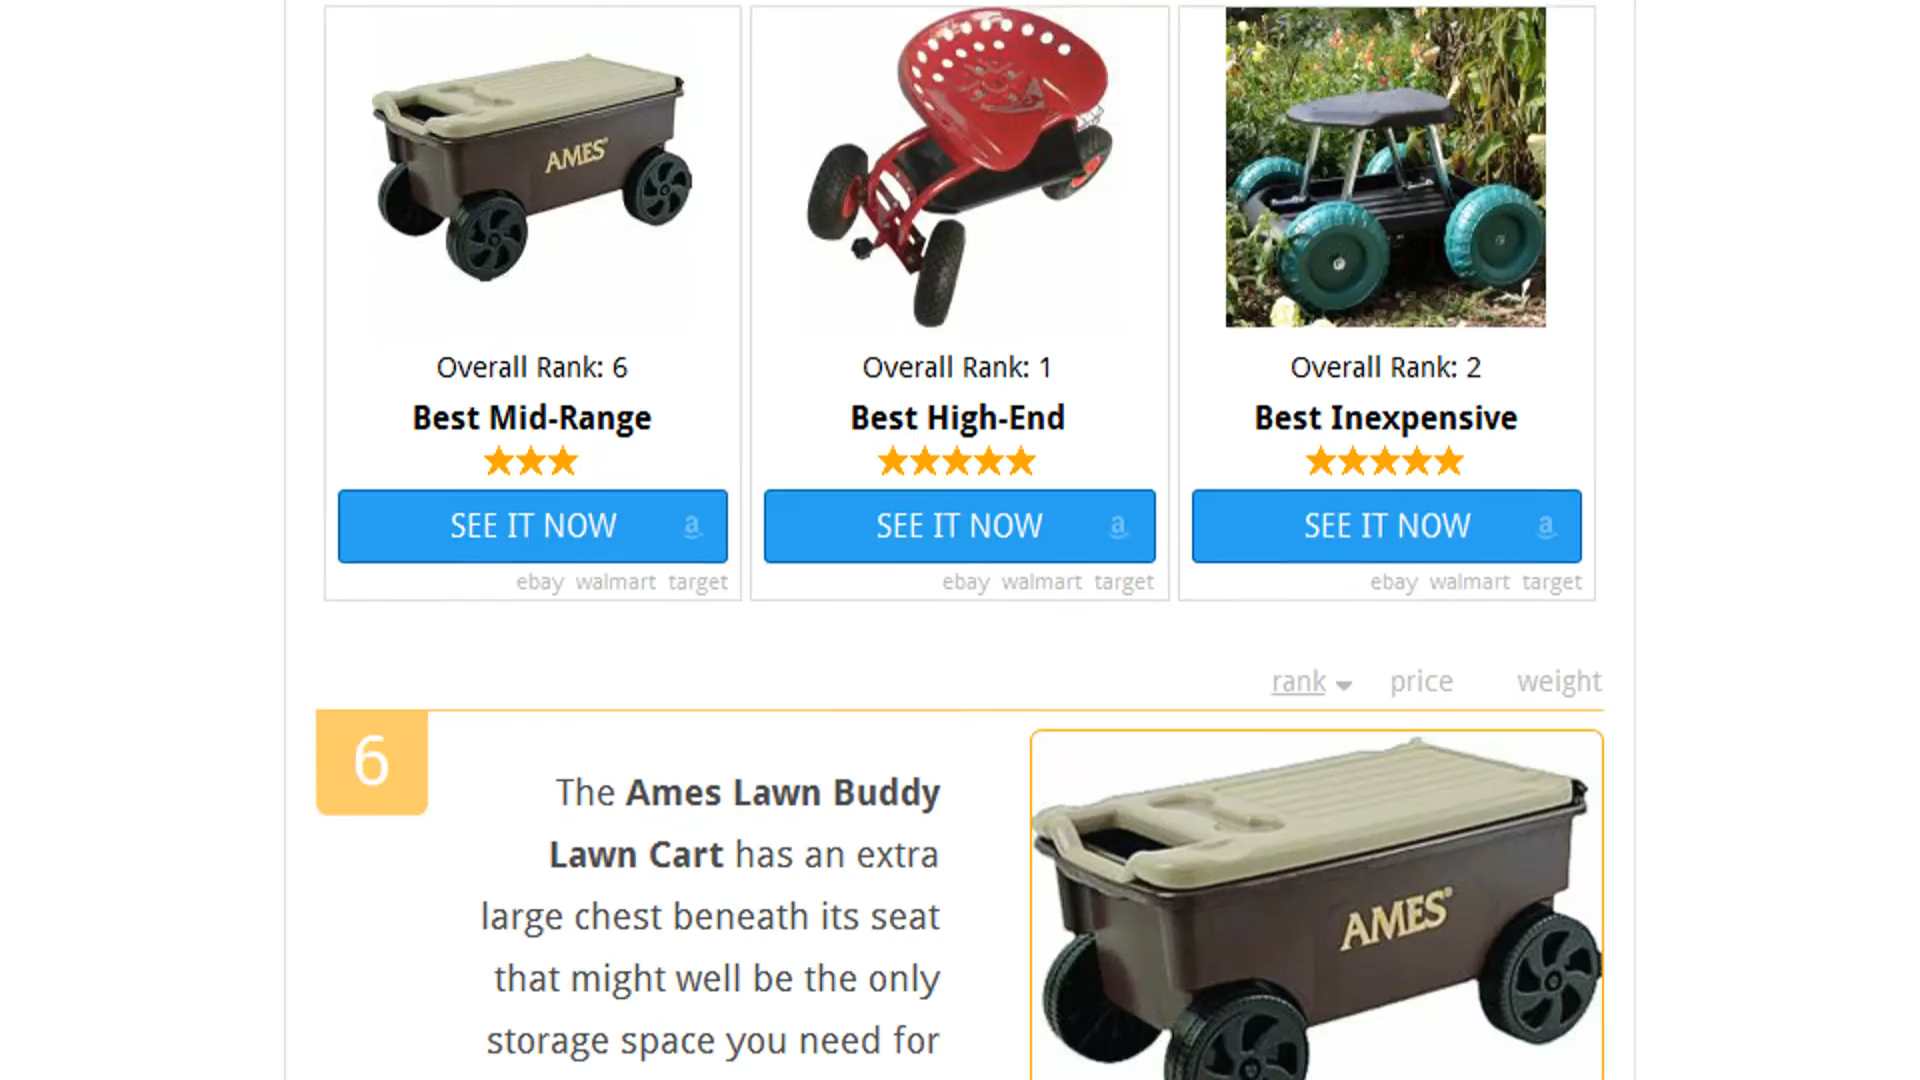 AMES
Overall Rank: 6
Best Mid-Range
SEE IT NOW a
ebay walmart target
Overall Rank: 1
Best High-End
SEE IT NOW a
ebay walmart target
Overall Rank: 2
Best Inexpensive
SEE IT NOW a
ebay walmart target
rank price weight
6
The Ames Lawn Buddy
Lawn Cart has an extra
large chest beneath its seat
that might well be the only
storage space you need for
AMES